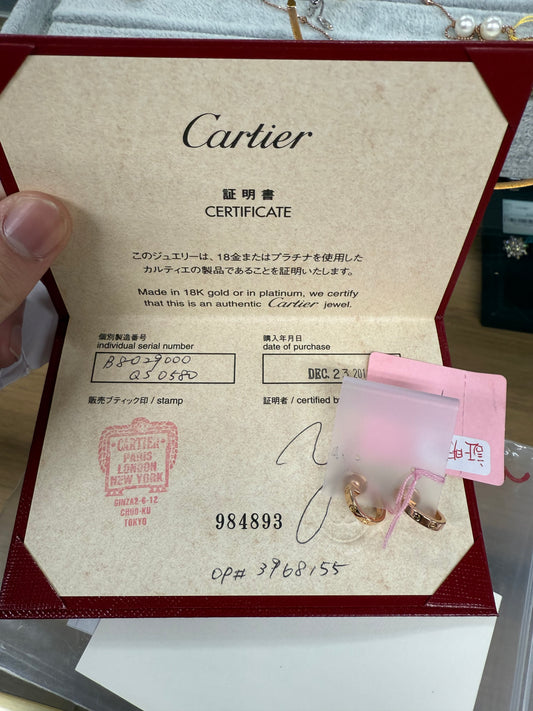 Cartier
証明書
CERTIFICATE
このジュエリーは、18金またはプラチナを使用した
カルティエの製品であることを証明いたします。
Made in 18K gold or in platinum, we certify
that this is an authentic Cartier jewel.
個別製造番号
individual serial number
B8029000
QS0580
購入年月日
date of purchase
DEC. 23 201
販売ブティック印 / stamp
証明者 / certified by
CARTIER
PARIS
LONDON
NEW YORK
GINZA2-6-12
CHUO-KU
TOKYO
984893
OP# 3968155